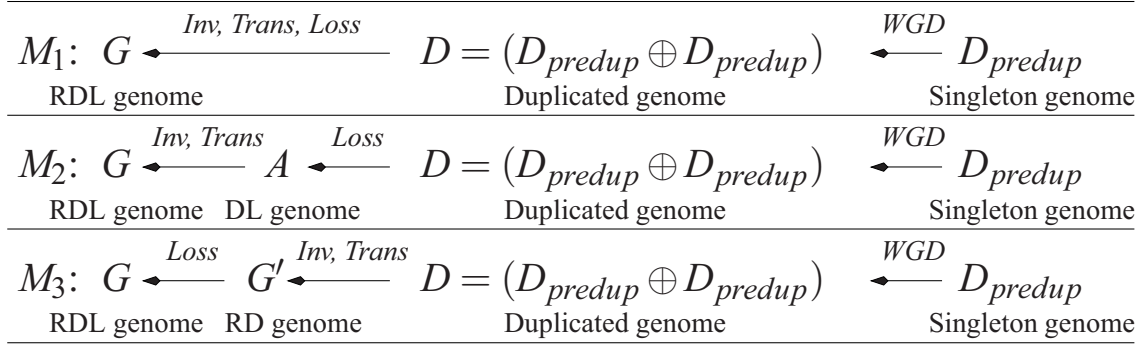 Inv, Trans, Loss WGD
M1: G D = (Dpredup ⊕ Dpredup) Dpredup
RDL genome Duplicated genome Singleton genome
Inv, Trans Loss WGD
M2: G A D = (Dpredup ⊕ Dpredup) Dpredup
RDL genome DL genome Duplicated genome Singleton genome
Loss Inv, Trans WGD
M3: G G′ D = (Dpredup ⊕ Dpredup) Dpredup
RDL genome RD genome Duplicated genome Singleton genome